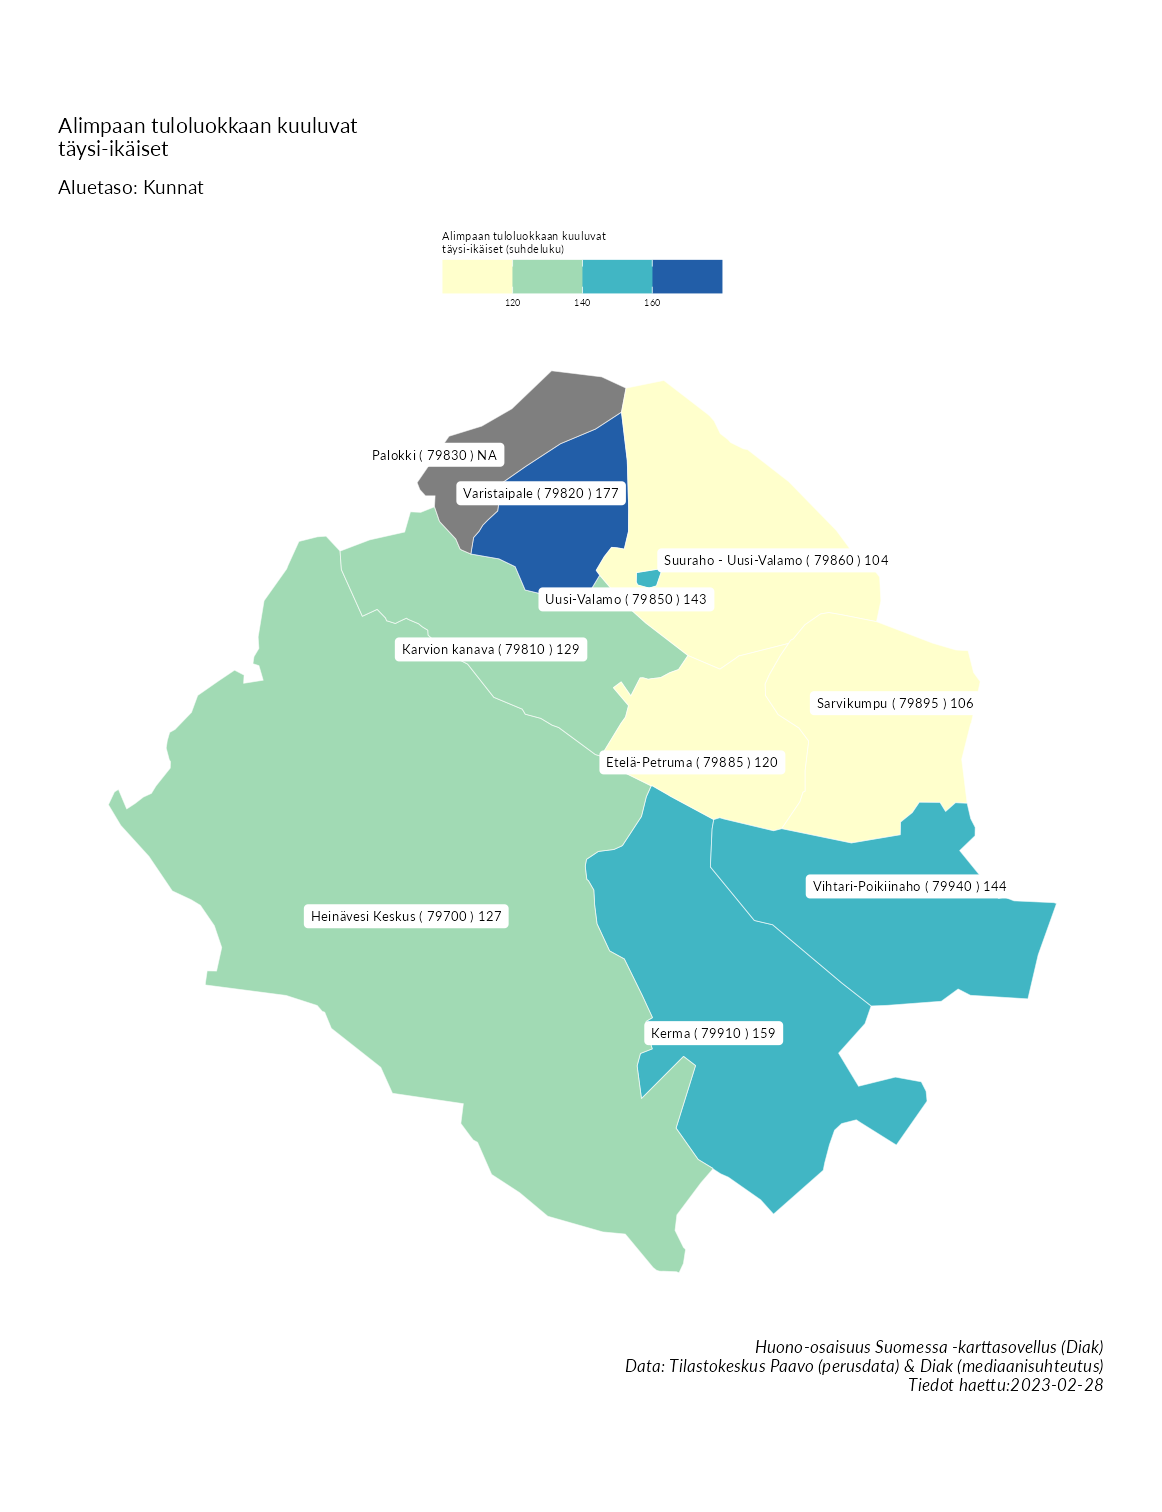 Alimpaan tuloluokkaan kuuluvat
täysi-ikäiset
Aluetaso: Kunnat
Alimpaan tuloluokkaan kuuluvat
täysi-ikäiset (suhdeluku)
120 140 160
Palokki ( 79830 ) NA
Varistaipale ( 79820 ) 177
Suuraho - Uusi-Valamo ( 79860 ) 104
Uusi-Valamo ( 79850 ) 143
Karvion kanava ( 79810 ) 129
Sarvikumpu ( 79895 ) 106
Etelä-Petruma ( 79885 ) 120
Vihtari-Poikiinaho ( 79940 ) 144
Heinävesi Keskus ( 79700 ) 127
Kerma ( 79910 ) 159
Huono-osaisuus Suomessa -karttasovellus (Diak)
Data: Tilastokeskus Paavo (perusdata) & Diak (mediaanisuhteutus)
Tiedot haettu:2023-02-28